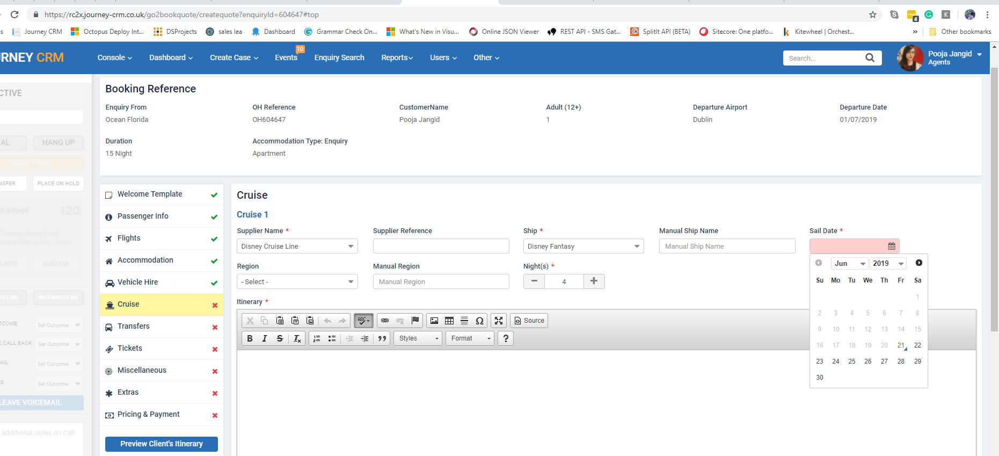 https://rc2x.journey-crm.co.uk/go2bookquote/createquote?enquiryId=604647#top
4
K
Journey CRM
Octopus Deploy Int...
DSProjects
sales lea
Dashboard
Grammar Check On...
What's New in Visu...
Online JSON Viewer
REST API - SMS Gat...
SplitIt API (BETA)
Sitecore: One platfo...
Kitewheel | Orchest...
»
Other bookmarks
RNEY CRM
Console
Dashboard
Create Case
Events
10
Enquiry Search
Reports
Users
Other
Search...
Pooja Jangid
Agents
CTIVE
AL
HANG UP
NEXT TASK
NSFER
PLACE ON HOLD
to Accept
120
Clicking "Accept" will
cate a NEW LEAD = 2 min
CEPT
IGNORE
ECT NO
INCORRECT NO
TCOME:
Set Outcome
E CALL BACK:
Set Outcome
AIL:
Set Outcome
S:
Set Outcome
LEAVE VOICEMAIL
additional notes on Call
Booking Reference
Enquiry From
OH Reference
CustomerName
Adult (12+)
Departure Airport
Departure Date
Ocean Florida
OH604647
Pooja Jangid
1
Dublin
01/07/2019
Duration
Accommodation Type: Enquiry
15 Night
Apartment
Welcome Template
Passenger Info
Flights
Accommodation
Vehicle Hire
Cruise
Transfers
Tickets
Miscellaneous
Extras
Pricing & Payment
Preview Client's Itinerary
Cruise
Cruise 1
Supplier Name *
Supplier Reference
Ship *
Manual Ship Name
Sail Date *
Disney Cruise Line
Disney Fantasy
Manual Ship Name
Region
Manual Region
Night(s) *
- Select -
Manual Region
4
Itinerary *
ABC
Source
B I S Tx
Styles
Format
?
Jun 2019
Su Mo Tu We Th Fr Sa
1
2 3 4 5 6 7 8
9 10 11 12 13 14 15
16 17 18 19 20 21 22
23 24 25 26 27 28 29
30